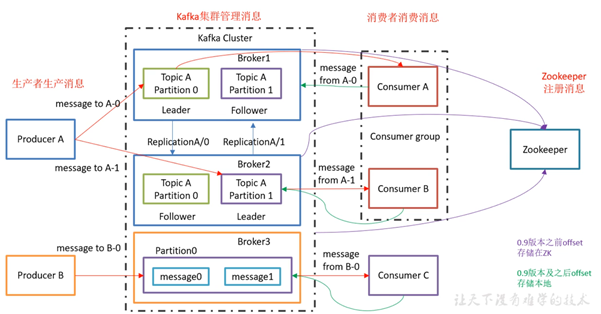 Kafka集群管理消息
消费者消费消息
Kafka Cluster
生产者生产消息
Zookeeper
注册消息
Broker1
Topic A
Partition 0
Topic A
Partition 1
Leader
Follower
message
from A-0
Consumer A
message to A-0
Producer A
message to A-1
ReplicationA/0
ReplicationA/1
Consumer group
Zookeeper
Broker2
Topic A
Partition 0
Topic A
Partition 1
Follower
Leader
message
from A-1
Consumer B
Broker3
Partition0
message0
message1
message to B-0
Producer B
message
from B-0
Consumer C
0.9版本之前offset
存储在ZK
0.9版本及之后offset
存储本地
让天下没有难学的技术